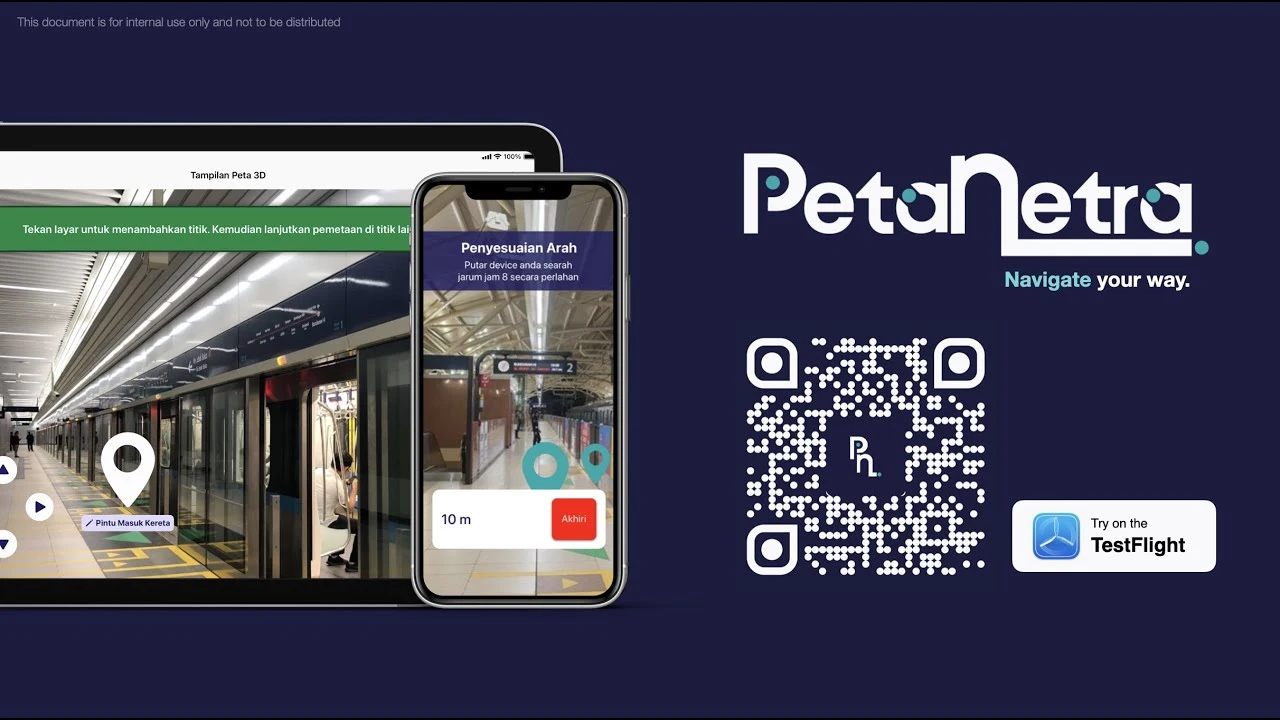 This document is for internal use only and not to be distributed
100%
Tampilan Peta 3D
Tekan layar untuk menambahkan titik. Kemudian lanjutkan pemetaan di titik
Pintu Masuk Kereta
Penyesuaian Arah
Putar device anda searah
jarum jam 8 secara perlahan
2
10 m
Akhiri
PetaNetra
Navigate your way.
Pn.
Try on the
TestFlight